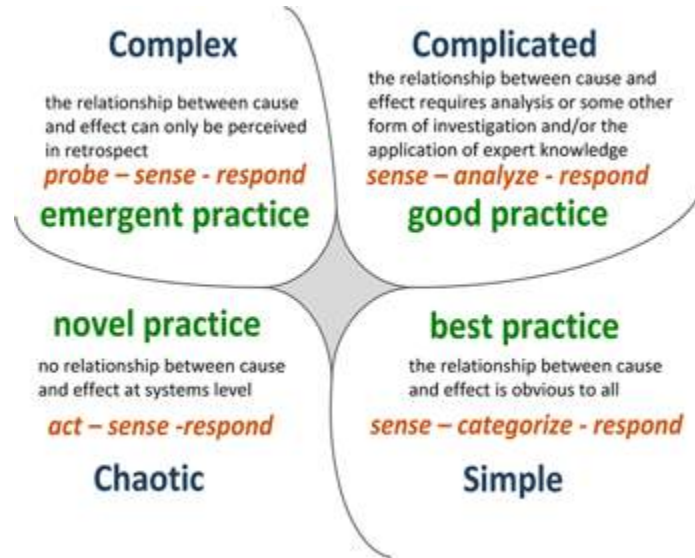 Complex
the relationship between cause
and effect can only be perceived
in retrospect
probe – sense - respond
emergent practice
Complicated
the relationship between cause and
effect requires analysis or some other
form of investigation and/or the
application of expert knowledge
sense – analyze - respond
good practice
novel practice
no relationship between cause
and effect at systems level
act – sense -respond
Chaotic
best practice
the relationship between cause
and effect is obvious to all
sense – categorize - respond
Simple